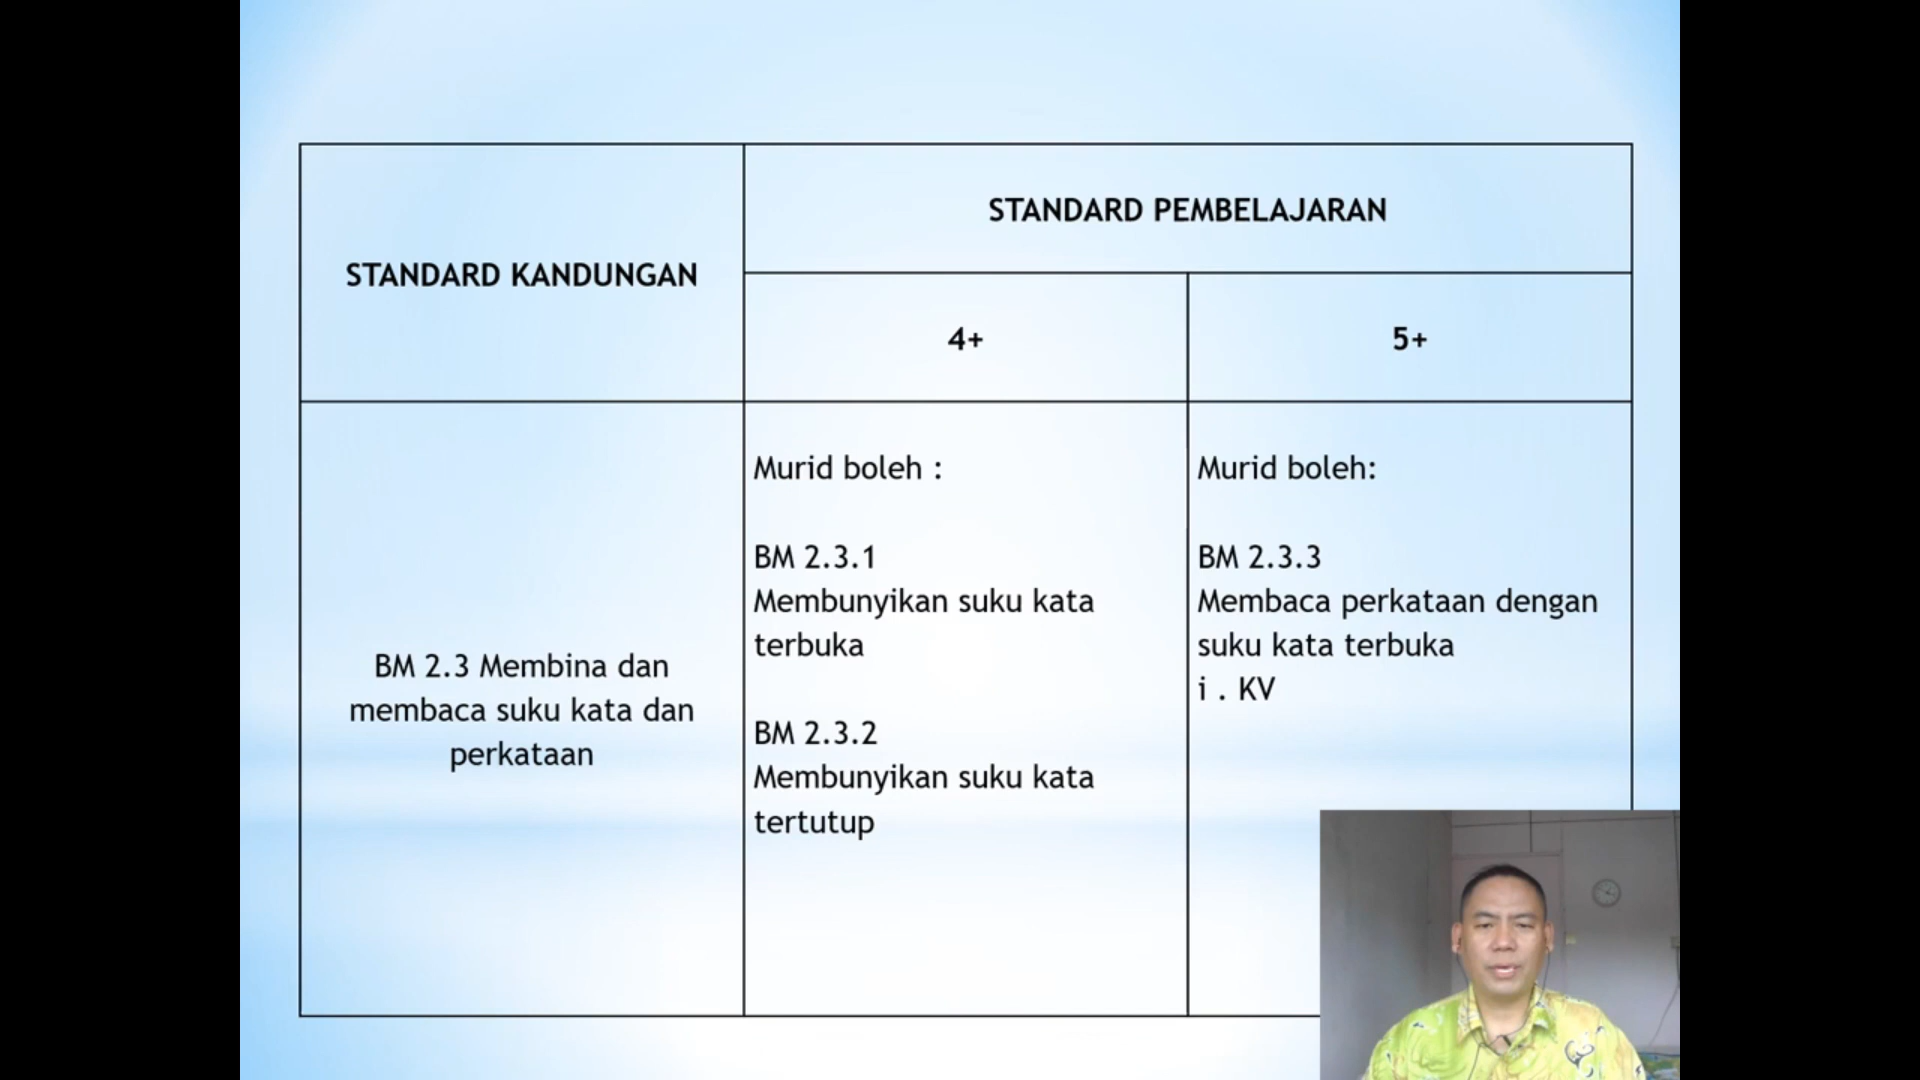 STANDARD KANDUNGAN
STANDARD PEMBELAJARAN
4+
5+
BM 2.3 Membina dan
membaca suku kata dan
perkataan
Murid boleh :
BM 2.3.1
Membunyikan suku kata
terbuka
BM 2.3.2
Membunyikan suku kata
tertutup
Murid boleh:
BM 2.3.3
Membaca perkataan dengan
suku kata terbuka
i . KV